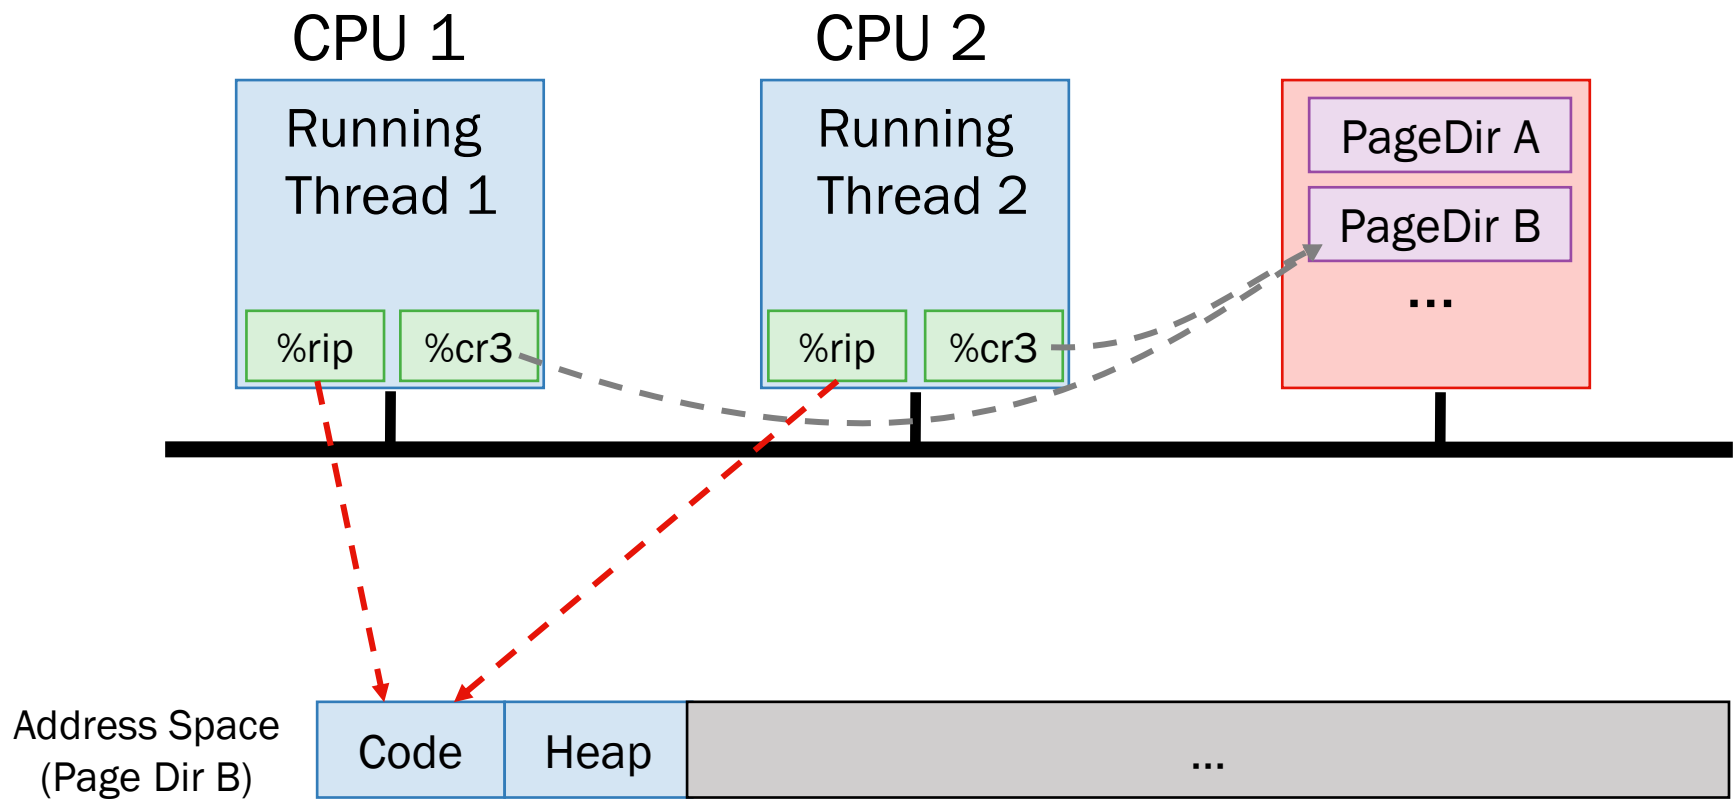 CPU 1
CPU 2
Running
Thread 1
%rip
%cr3
Running
Thread 2
%rip
%cr3
PageDir A
PageDir B
...
Address Space
(Page Dir B)
Code
Heap
...